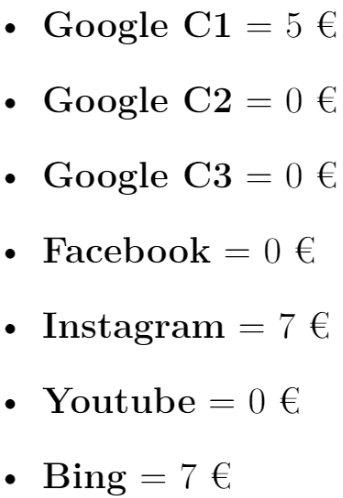 • Google C1 = 5 €
• Google C2 = 0 €
• Google C3 = 0 €
• Facebook = 0 €
• Instagram = 7 €
• Youtube = 0 €
• Bing = 7 €